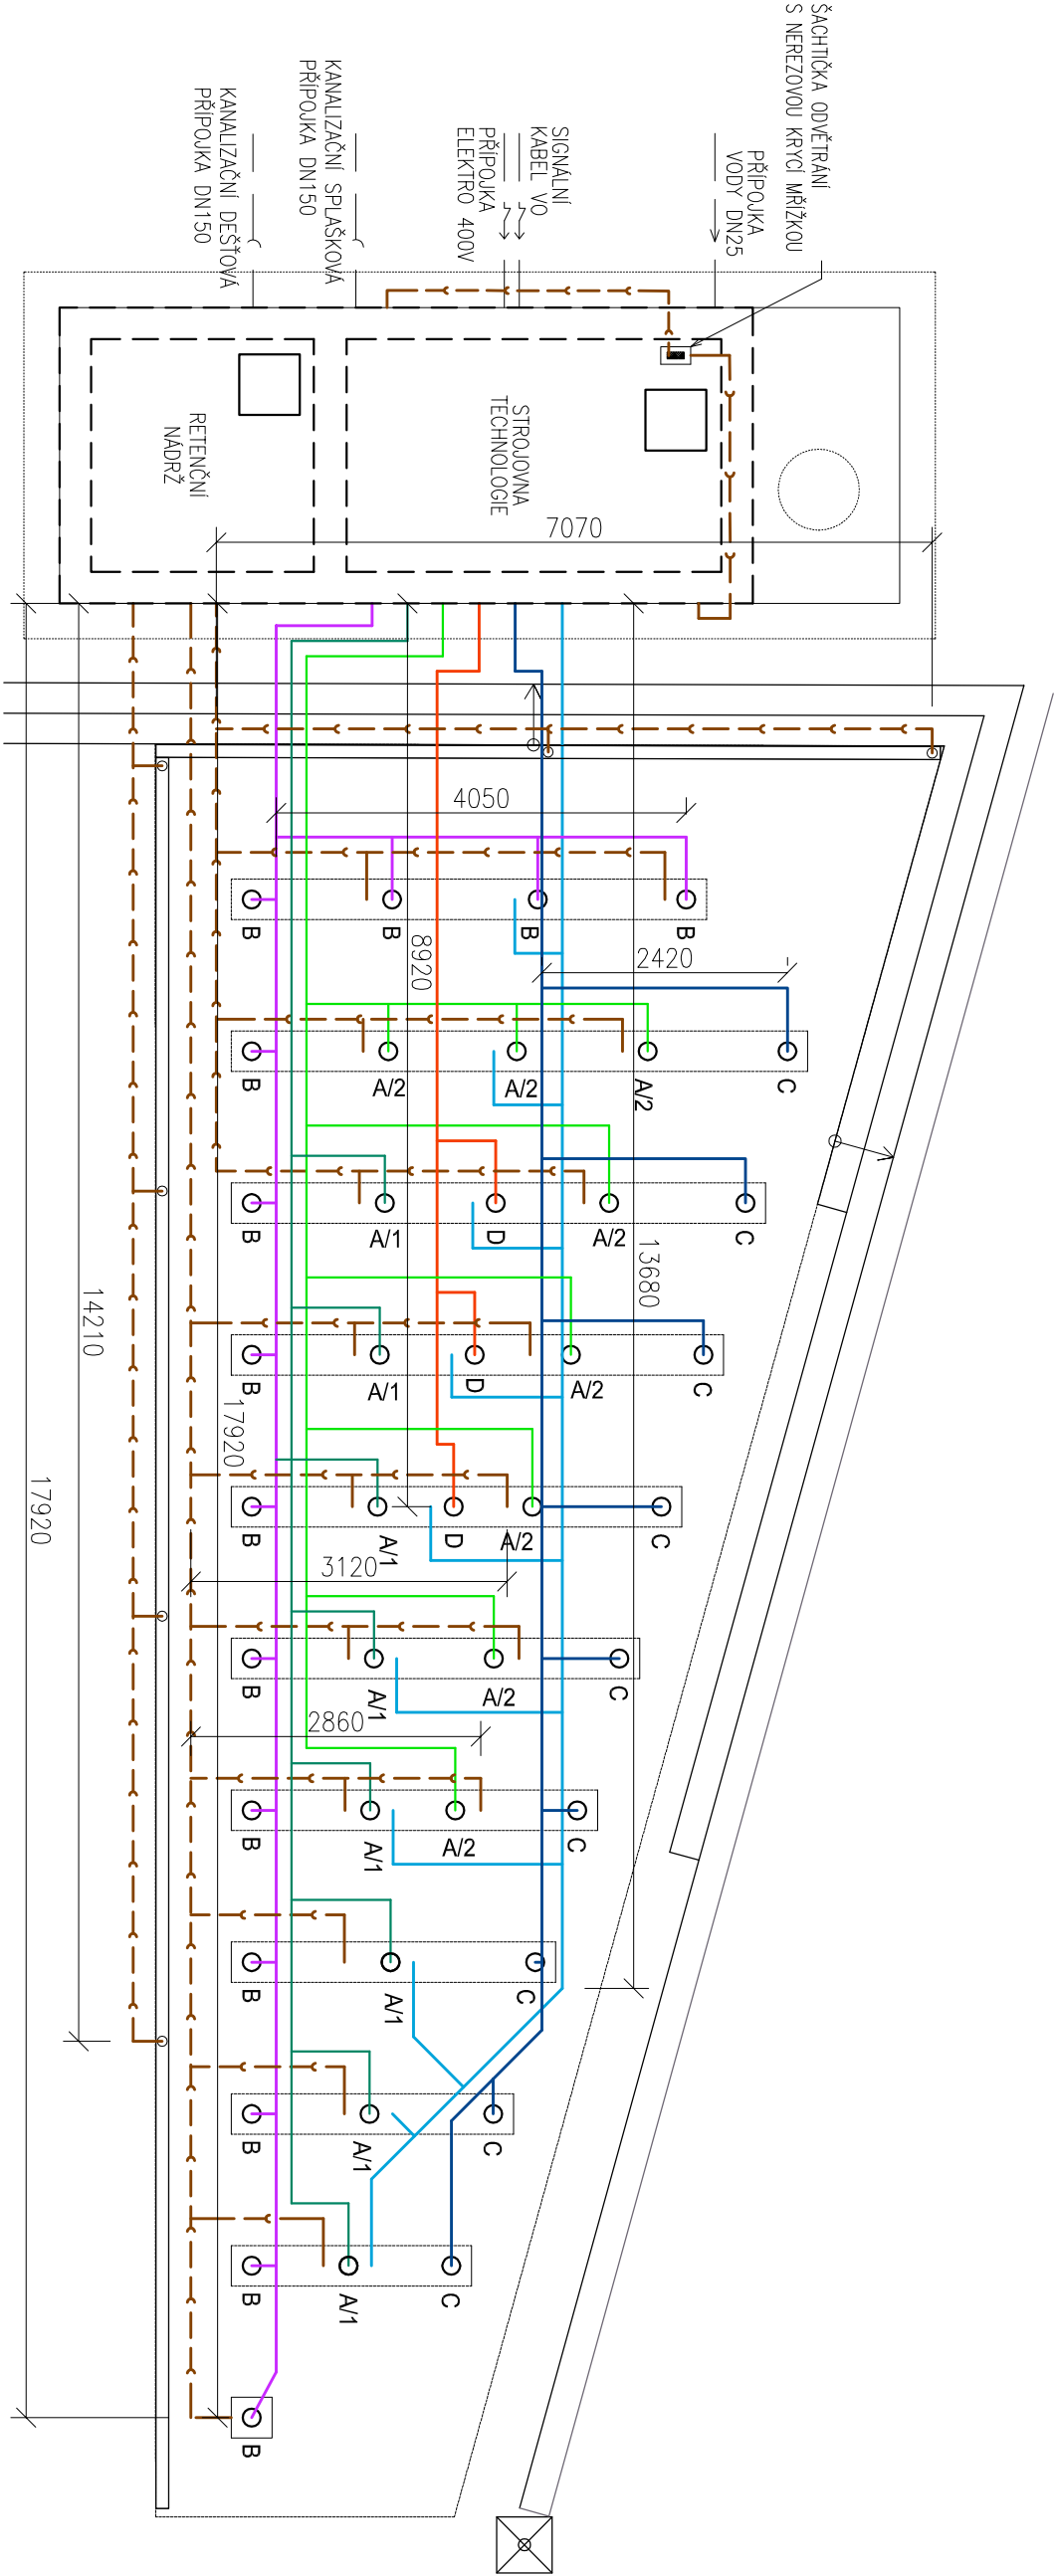 ŠACHTIČKA ODVĚTRÁNÍ
S NEREZOVOU KRYCÍ MŘÍŽKOU
PŘÍPOJKA
VODY DN25
SIGNÁLNÍ
KABEL VO
PŘÍPOJKA
ELEKTRO 400V
KANALIZAČNÍ SPLAŠKOVÁ
PŘÍPOJKA DN150
KANALIZAČNÍ DEŠŤOVÁ
PŘÍPOJKA DN150
STROJOVNA
TECHNOLOGIE
RETENČNÍ
NÁDRŽ
7070
4050
B
B
B
B
8920
2420
B
A/2
A/2
A/2
C
B
A/1
D
A/2
C
13680
14210
B
A/1
D
A/2
C
17920
17920
B
A/1
D
A/2
C
3120
B
A/1
A/2
C
2860
B
A/1
A/2
C
B
A/1
C
B
A/1
C
B
A/1
C
B